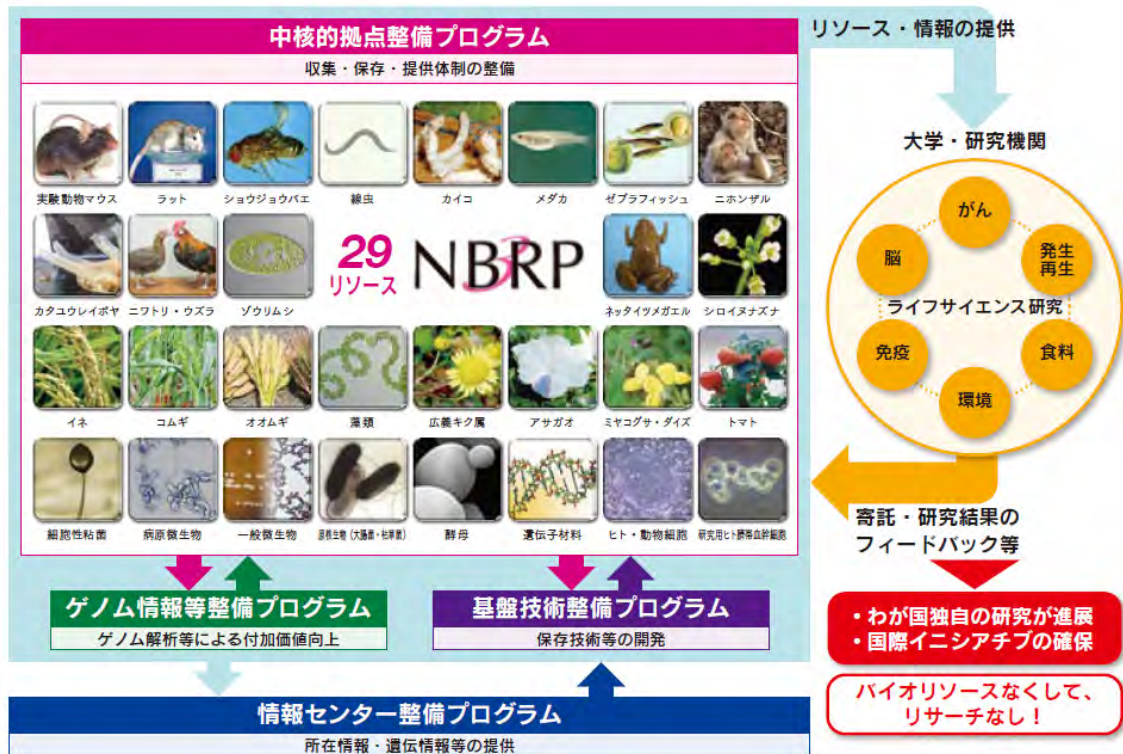 中核的拠点整備プログラム
収集・保存・提供体制の整備
実験動物マウス
ラット
ショウジョウバエ
線虫
カイコ
メダカ
ゼブラフィッシュ
ニホンザル
カタユウレイボヤ
ニワトリ・ウズラ
ゾウリムシ
29
リソース
NBRP
ネッタイツメガエル
シロイヌナズナ
イネ
コムギ
オオムギ
藻類
広義キク属
アサガオ
ミヤコグサ・ダイズ
トマト
細胞性粘菌
病原微生物
一般微生物
原核生物(大腸菌・枯草菌)
酵母
遺伝子材料
ヒト・動物細胞
研究用ヒト臍帯血幹細胞
ゲノム情報等整備プログラム
ゲノム解析等による付加価値向上
基盤技術整備プログラム
保存技術等の開発
情報センター整備プログラム
所在情報・遺伝情報等の提供
リソース・情報の提供
大学・研究機関
がん
脳
発生
再生
ライフサイエンス研究
免疫
食料
環境
寄託・研究結果の
フィードバック等
・わが国独自の研究が進展
・国際イニシアチブの確保
バイオリソースなくして、
リサーチなし！